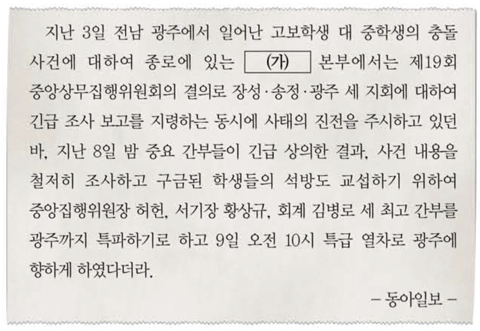 지난 3일 전남 광주에서 일어난 고보학생 대 중학생의 충돌
사건에 대하여 종로에 있는 (가) 본부에서는 제19회
중앙상무집행위원회의 결의로 장성·송정·광주 세 지회에 대하여
긴급 조사 보고를 지령하는 동시에 사태의 진전을 주시하고 있던
바, 지난 8일 밤 중요 간부들이 긴급 상의한 결과, 사건 내용을
철저히 조사하고 구금된 학생들의 석방도 교섭하기 위하여
중앙집행위원장 허헌, 서기장 황상규, 회계 김병로 세 최고 간부를
광주까지 특파하기로 하고 9일 오전 10시 특급 열차로 광주에
향하게 하였다더라.
– 동아일보 –